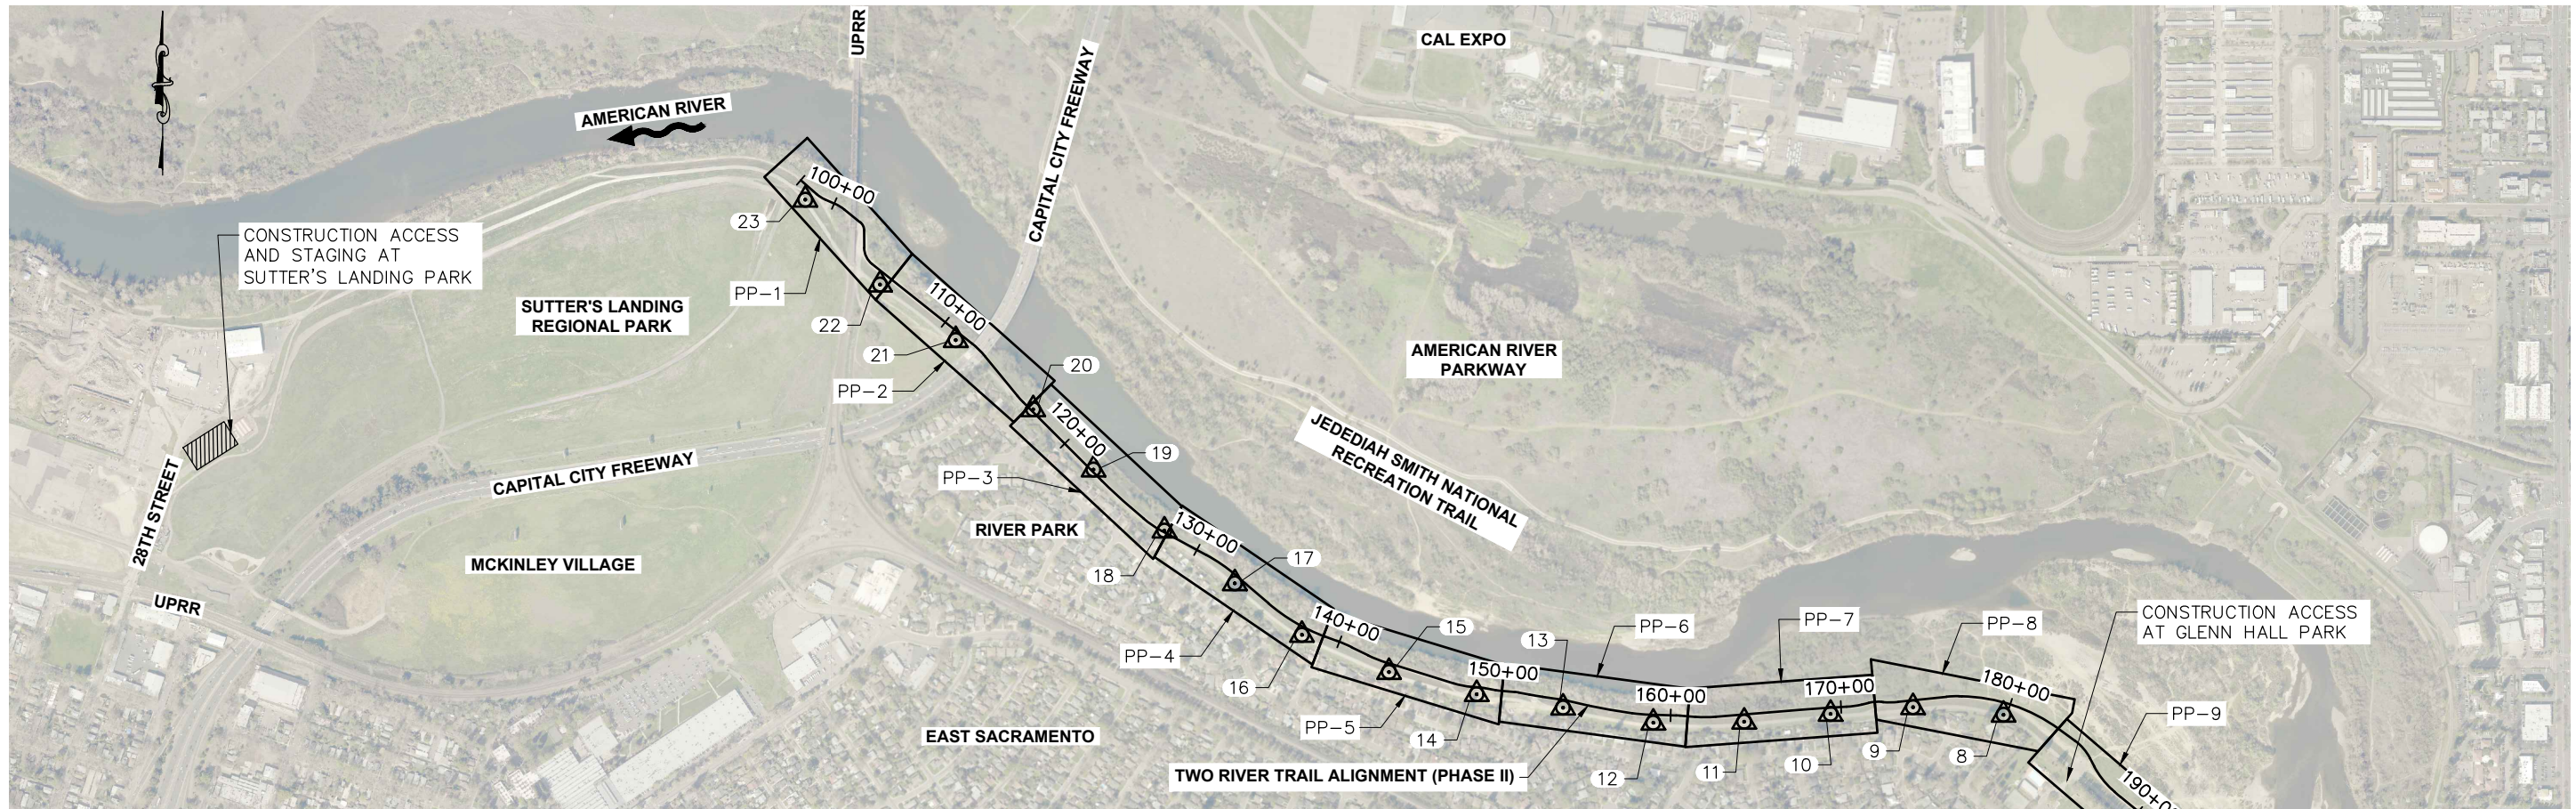 UPRR
CAPITAL CITY FREEWAY
CAL EXPO
AMERICAN RIVER
100+00
23
CONSTRUCTION ACCESS
AND STAGING AT
SUTTER'S LANDING PARK
PP-1
SUTTER'S LANDING
REGIONAL PARK
22
110+00
21
20
PP-2
AMERICAN RIVER
PARKWAY
120+00
19
JEDEDIAH SMITH NATIONAL
RECREATION TRAIL
CAPITAL CITY FREEWAY
PP-3
28TH STREET
RIVER PARK
130+00
MCKINLEY VILLAGE
17
18
UPRR
140+00
15
13
PP-6
PP-7
PP-8
CONSTRUCTION ACCESS
AT GLENN HALL PARK
PP-4
16
150+00
160+00
170+00
180+00
PP-9
PP-5
14
EAST SACRAMENTO
TWO RIVER TRAIL ALIGNMENT (PHASE II)
12
11
10
9
8
190+00